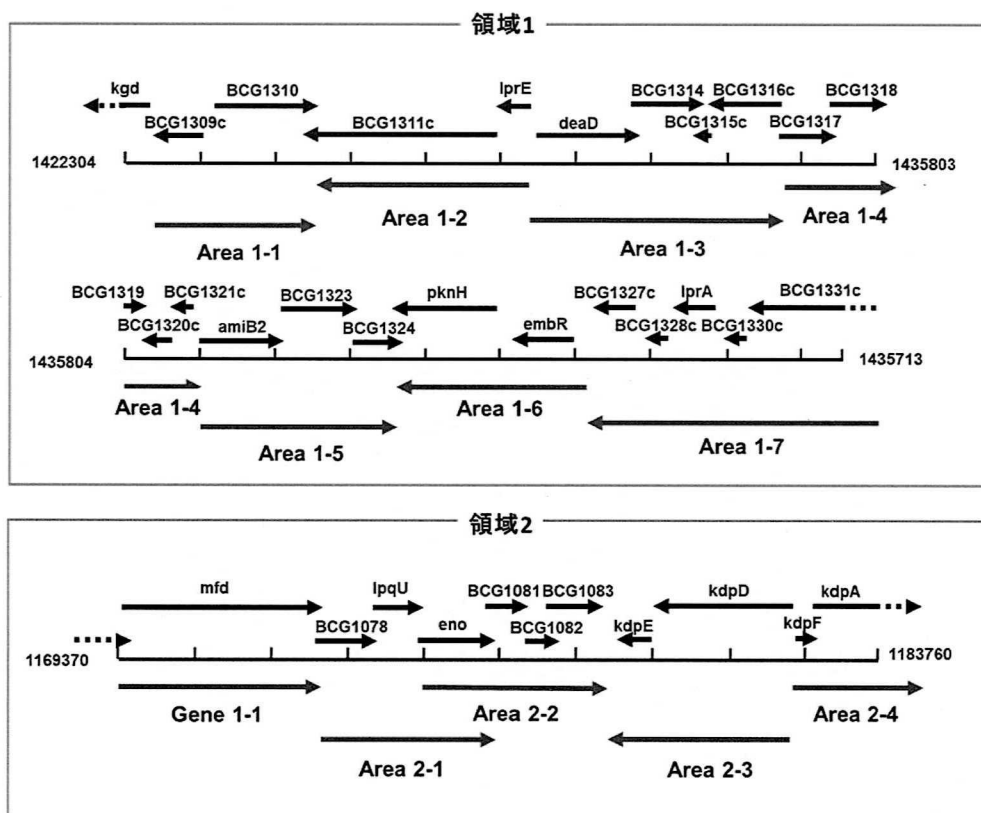 領域1
kgd BCG1310 lprE BCG1314 BCG1316c BCG1318
BCG1309c BCG1311c deaD BCG1315c BCG1317
1422304 1435803
Area 1-1 Area 1-2 Area 1-3 Area 1-4
BCG1319 BCG1321c BCG1323 pknH BCG1327c lprA BCG1331c
BCG1320c amiB2 BCG1324 embR BCG1328c BCG1330c
1435804 1435713
Area 1-4 Area 1-5 Area 1-6 Area 1-7
領域2
mfd lpqU BCG1081 BCG1083 kdpD kdpA
BCG1078 eno BCG1082 kdpE kdpF
1169370 1183760
Gene 1-1 Area 2-2 Area 2-4
Area 2-1 Area 2-3